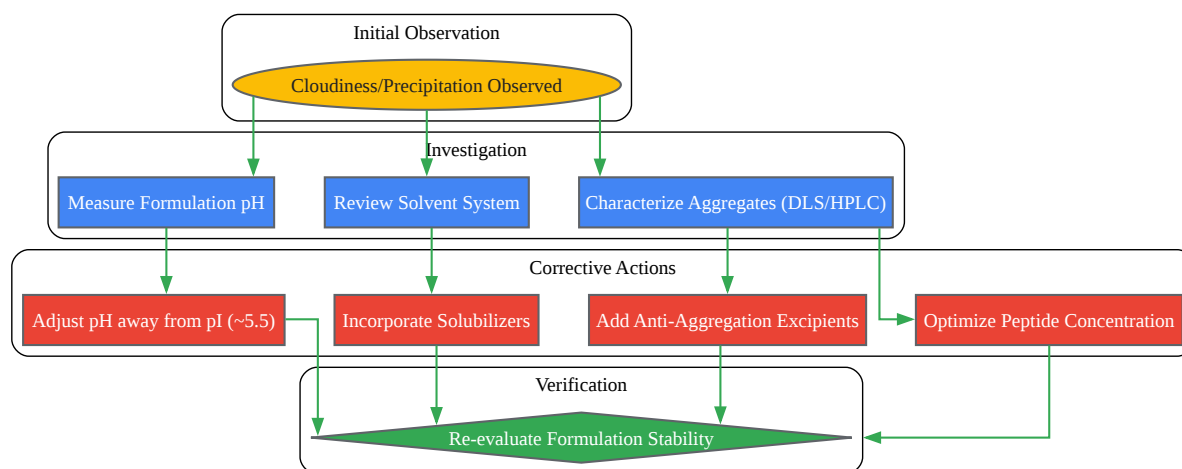 Initial Observation
Cloudiness/Precipitation Observed
Investigation
Measure Formulation pH
Review Solvent System
Characterize Aggregates (DLS/HPLC)
Corrective Actions
Adjust pH away from pI (~5.5)
Incorporate Solubilizers
Add Anti-Aggregation Excipients
Optimize Peptide Concentration
Verification
Re-evaluate Formulation Stability